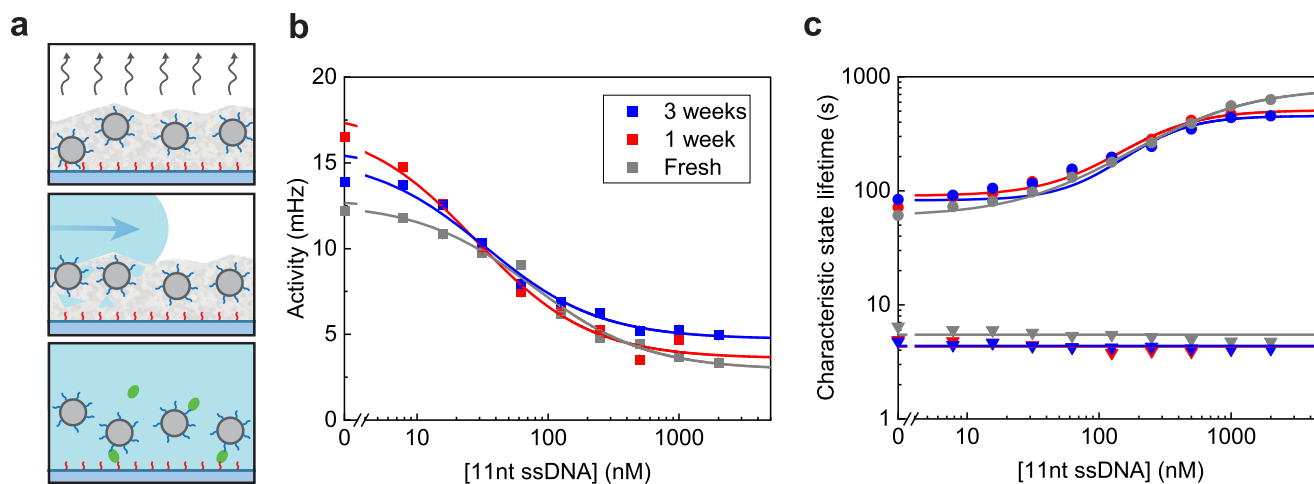 a
b
c
20
15
10
5
0
Activity (mHz)
3 weeks
1 week
Fresh
0
10
100
1000
[11nt ssDNA] (nM)
1000
100
10
1
Characteristic state lifetime (s)
0
10
100
1000
[11nt ssDNA] (nM)